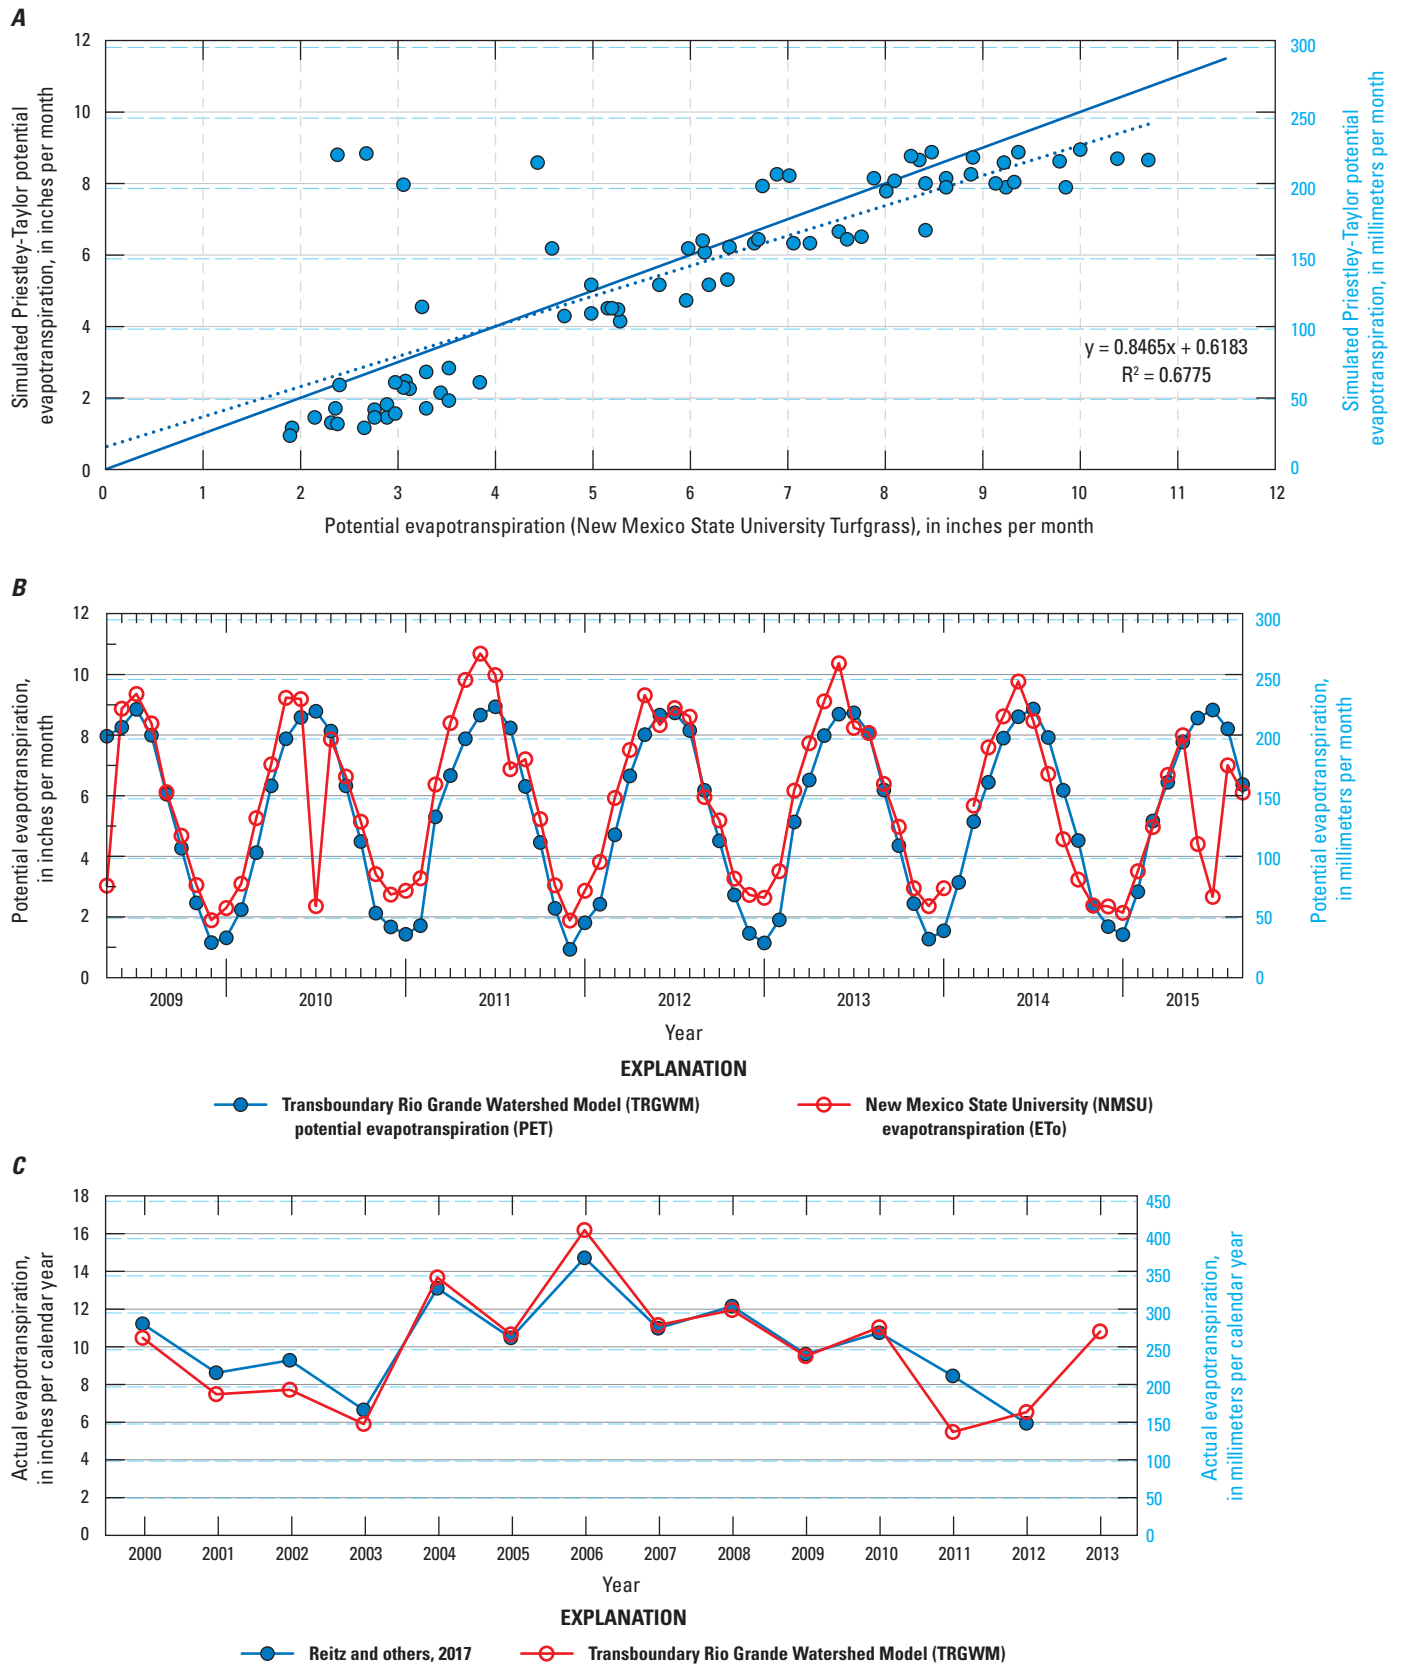 A
Simulated Priestley-Taylor potential
evapotranspiration, in inches per month
12
10
8
6
4
2
0
300
250
200
150
100
50
0
Simulated Priestley-Taylor potential
evapotranspiration, in millimeters per month
y = 0.8465x + 0.6183
R² = 0.6775
0 1 2 3 4 5 6 7 8 9 10 11 12
Potential evapotranspiration (New Mexico State University Turfgrass), in inches per month
B
Potential evapotranspiration,
in inches per month
12
10
8
6
4
2
0
300
250
200
150
100
50
0
Potential evapotranspiration,
in millimeters per month
2009 2010 2011 2012 2013 2014 2015
Year
EXPLANATION
Transboundary Rio Grande Watershed Model (TRGWM)
potential evapotranspiration (PET)
New Mexico State University (NMSU)
evapotranspiration (ETo)
C
Actual evapotranspiration,
in inches per calendar year
18
16
14
12
10
8
6
4
2
0
450
400
350
300
250
200
150
100
50
0
Actual evapotranspiration,
in millimeters per calendar year
2000 2001 2002 2003 2004 2005 2006 2007 2008 2009 2010 2011 2012 2013
Year
EXPLANATION
Reitz and others, 2017
Transboundary Rio Grande Watershed Model (TRGWM)